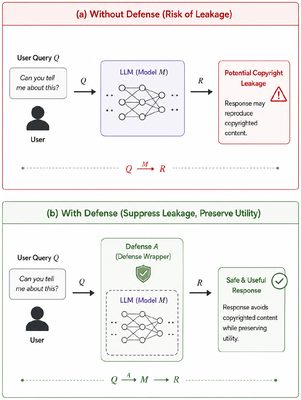 (a) Without Defense (Risk of Leakage)
User Query Q
Can you tell
me about this?
User
Q
LLM (Model M)
R
Potential Copyright
Leakage
Response may
reproduce
copyrighted
content.
Q M R
(b) With Defense (Suppress Leakage, Preserve Utility)
User Query Q
Can you tell
me about this?
User
Q
Defense A
(Defense Wrapper)
LLM (Model M)
R
Safe & Useful
Response
Response avoids
copyrighted content
while preserving
utility.
Q A M R